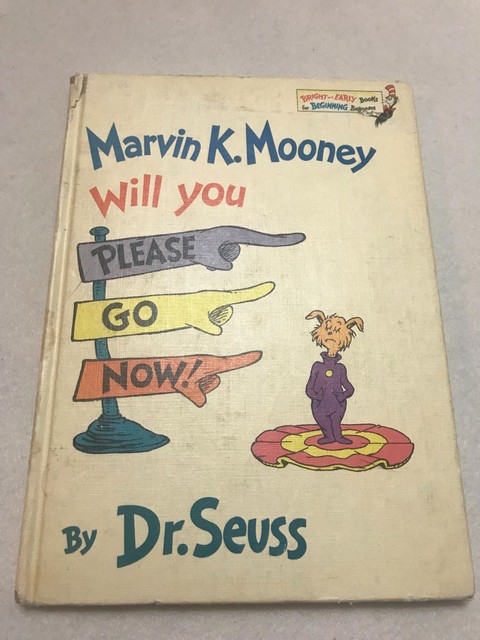 BRIGHT and EARLY Books
for BEGINNING Beginners
Marvin K. Mooney
Will you
PLEASE
GO
NOW!
By Dr. Seuss